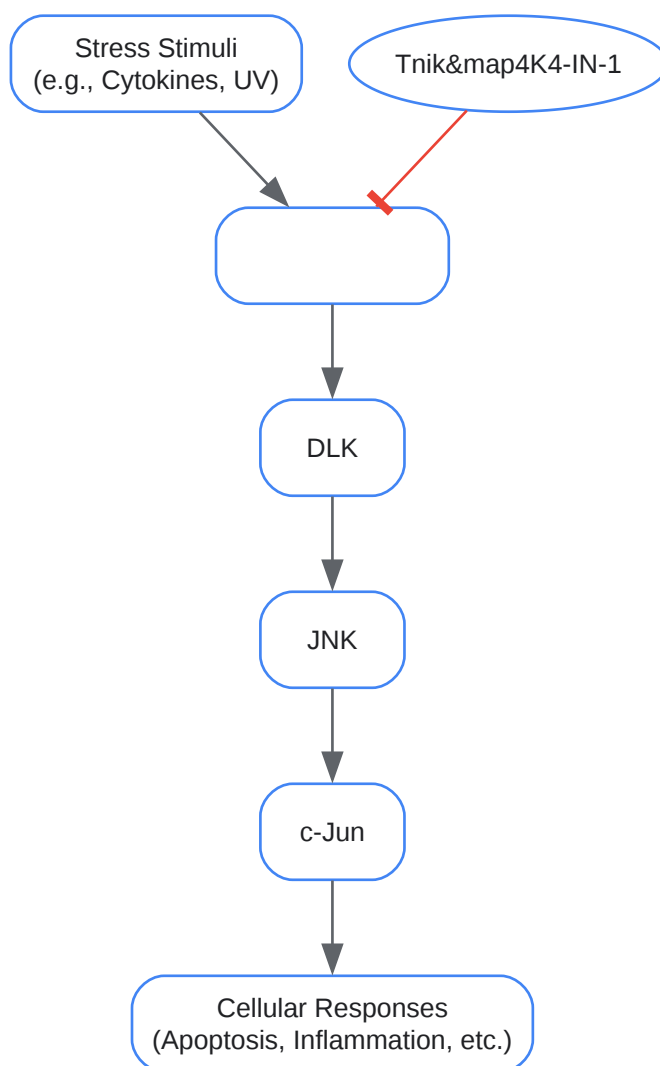 Stress Stimuli
(e.g., Cytokines, UV)
Tnik&map4K4-IN-1
DLK
JNK
c-Jun
Cellular Responses
(Apoptosis, Inflammation, etc.)